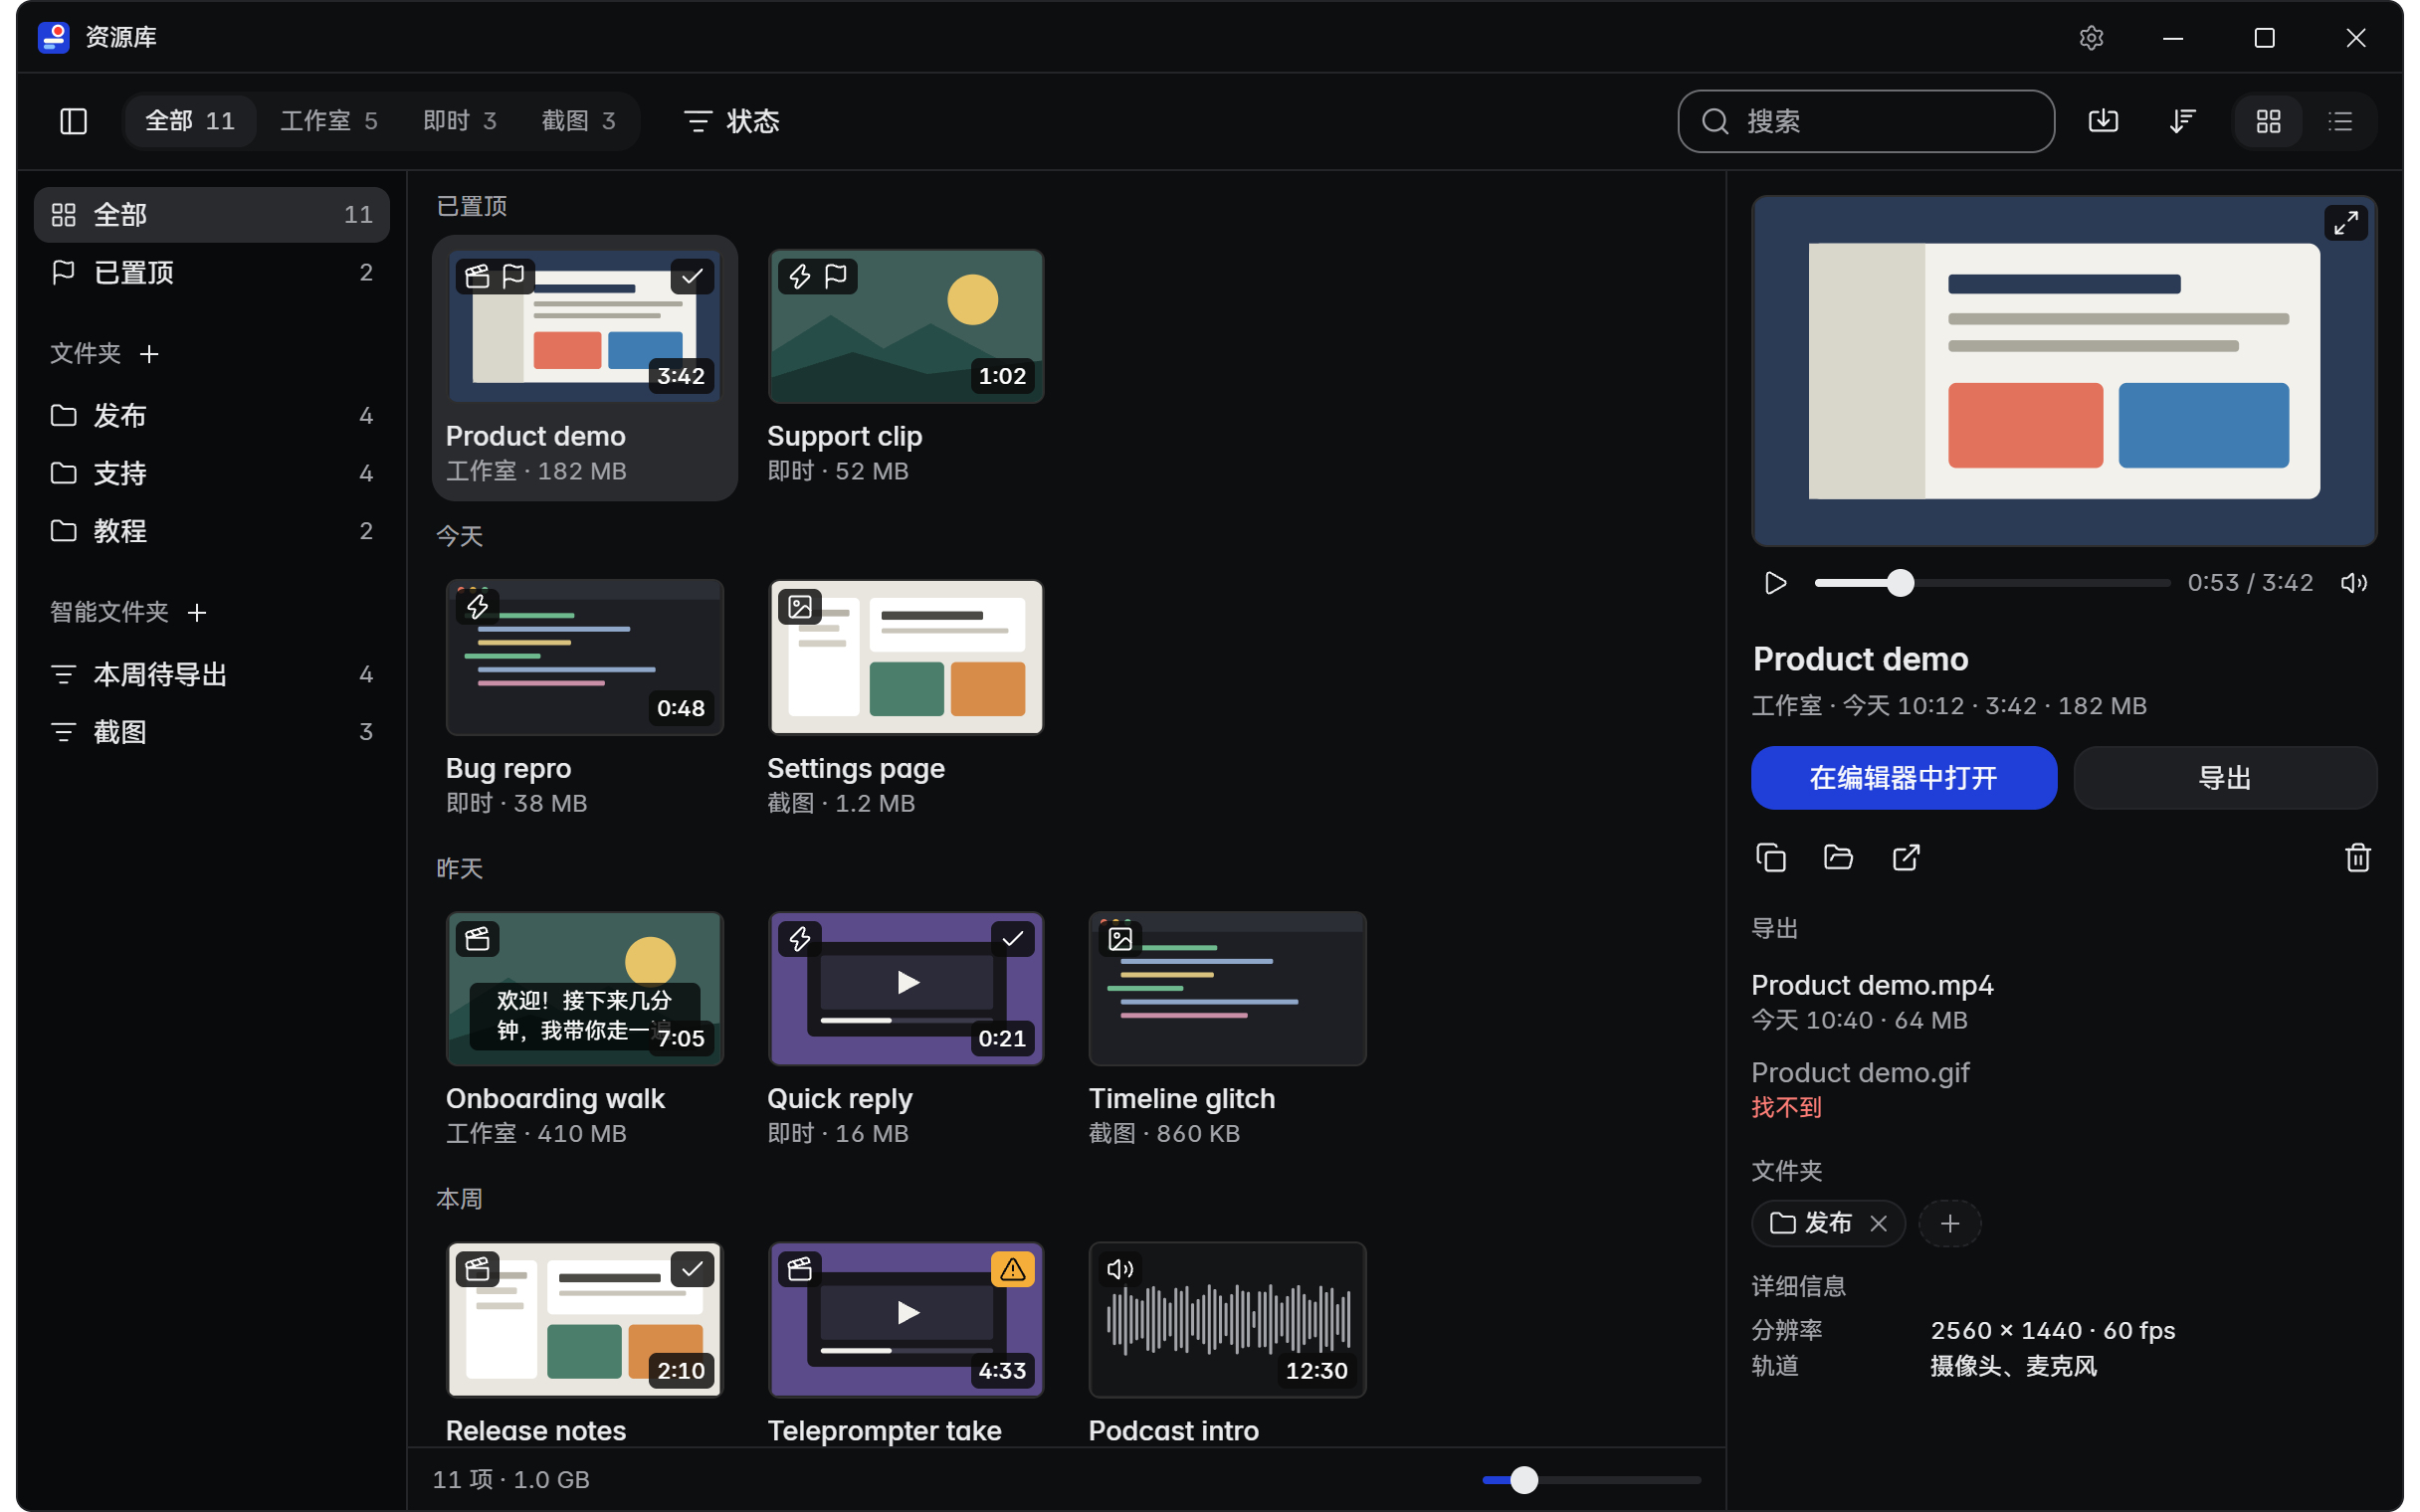 资源库
全部 11 工作室 5 即时 3 截图 3 状态 搜索
全部 11
已置顶 2
文件夹
发布 4
支持 4
教程 2
智能文件夹
本周待导出 4
截图 3
已置顶
3:42
Product demo
工作室 · 182 MB
1:02
Support clip
即时 · 52 MB
今天
0:48
Bug repro
即时 · 38 MB
Settings page
截图 · 1.2 MB
昨天
欢迎！接下来几分
钟，我带你走一
7:05
Onboarding walk
工作室 · 410 MB
0:21
Quick reply
即时 · 16 MB
Timeline glitch
截图 · 860 KB
本周
2:10
Release notes
4:33
Teleprompter take
12:30
Podcast intro
11 项 · 1.0 GB
0:53 / 3:42
Product demo
工作室 · 今天 10:12 · 3:42 · 182 MB
在编辑器中打开 导出
导出
Product demo.mp4
今天 10:40 · 64 MB
Product demo.gif
找不到
文件夹
发布
详细信息
分辨率 2560 × 1440 · 60 fps
轨道 摄像头、麦克风